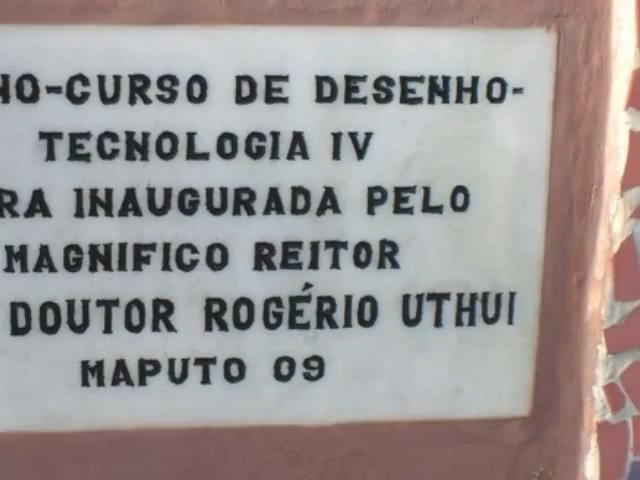 NO-CURSO DE DESENHO-
TECNOLOGIA IV
RA INAUGURADA PELO
MAGNIFICO REITOR
DOUTOR ROGÉRIO UTHUI
MAPUTO 09